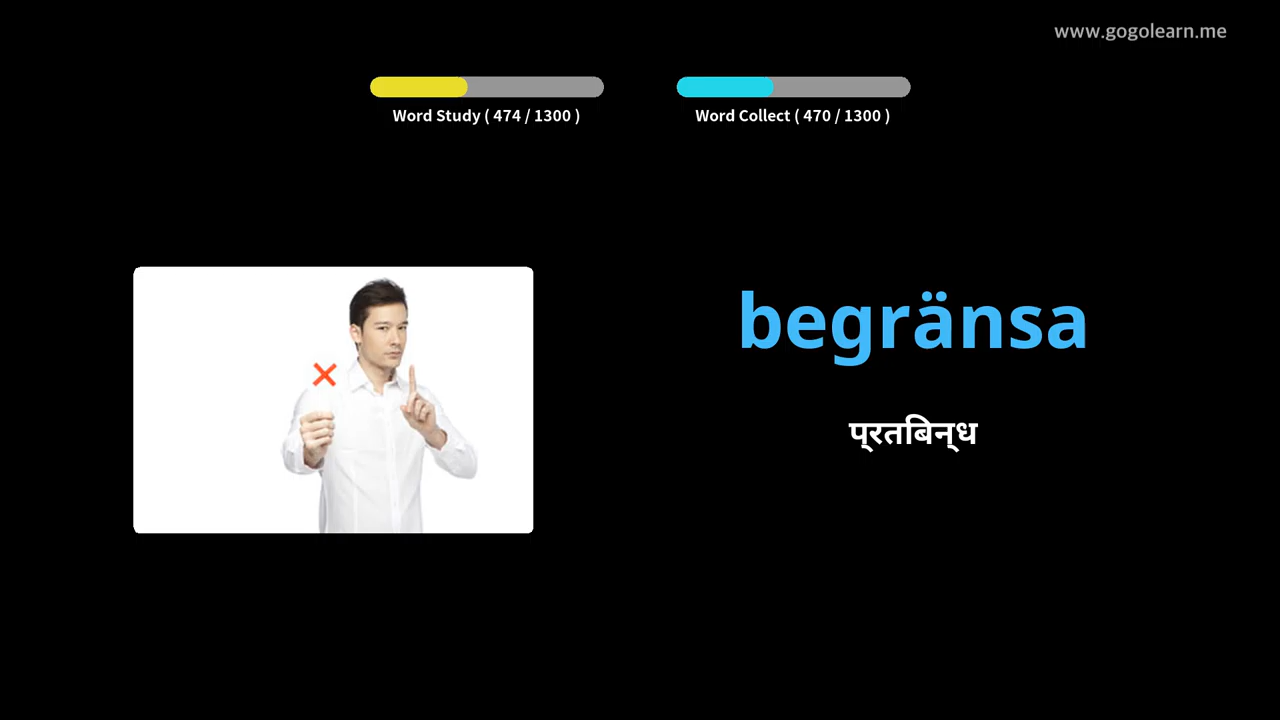 www.gogolearn.me
Word Study ( 474 / 1300 )
Word Collect ( 470 / 1300 )
begränsa
प्रतबिन्ध